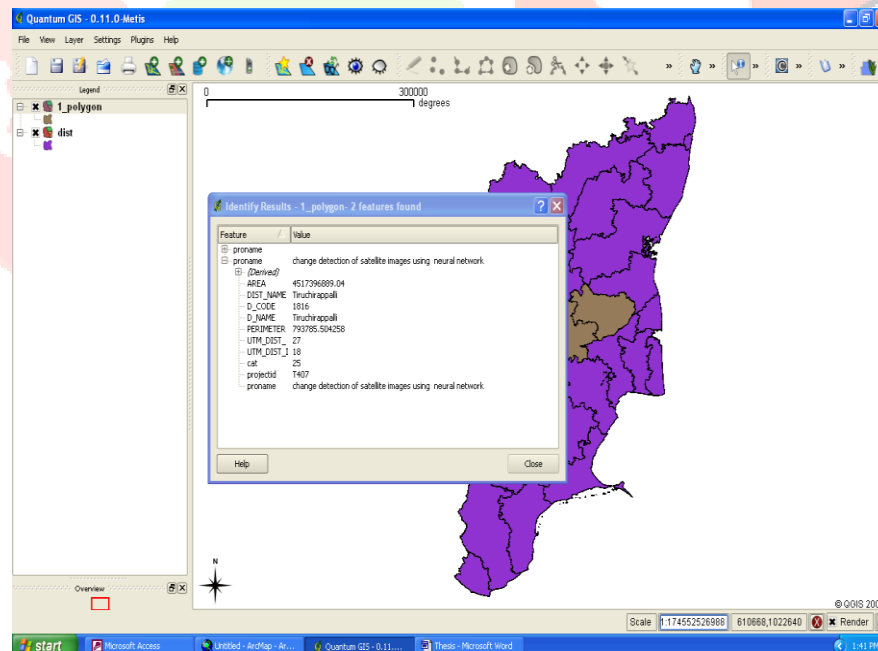 Quantum GIS - 0.11.0-Metis
File View Layer Settings Plugins Help
Legend
1_polygon
dist
0 300000
degrees
Identify Results - 1_polygon- 2 features found
Feature Value
proname
proname change detection of satellite images using neural network
(Derived)
AREA 4517396889.04
DIST_NAME Tiruchirappalli
D_CODE 1816
D_NAME Tiruchirappalli
PERIMETER 793785.504258
UTM_DIST_ 27
UTM_DIST_I 18
cat 25
projectid T407
proname change detection of satellite images using neural network
Help Close
N
Overview
© QGIS 200
Scale 1:174552526988 610668,1022640 Render
start Microsoft Access Untitled - ArcMap - Ar... Quantum GIS - 0.11.... Thesis - Microsoft Word 1:41 PM